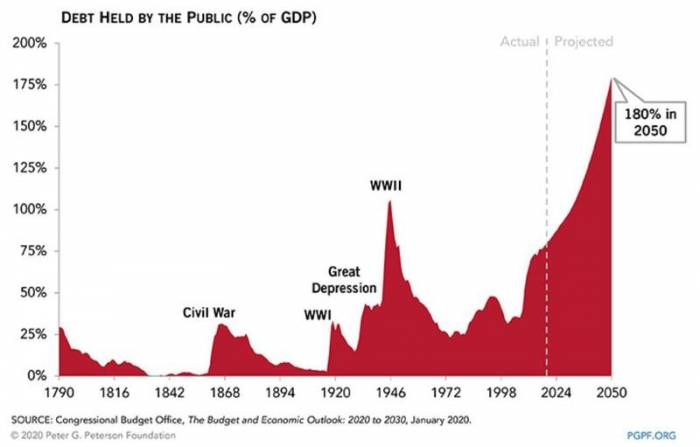 DEBT HELD BY THE PUBLIC (% OF GDP)
200%
Actual Projected
175%
180% in
2050
150%
125%
WWII
100%
75%
Great
Depression
50%
Civil War
WWI
25%
0%
1790 1816 1842 1868 1894 1920 1946 1972 1998 2024 2050
SOURCE: Congressional Budget Office, The Budget and Economic Outlook: 2020 to 2030, January 2020.
© 2020 Peter G. Peterson Foundation PGPF.ORG